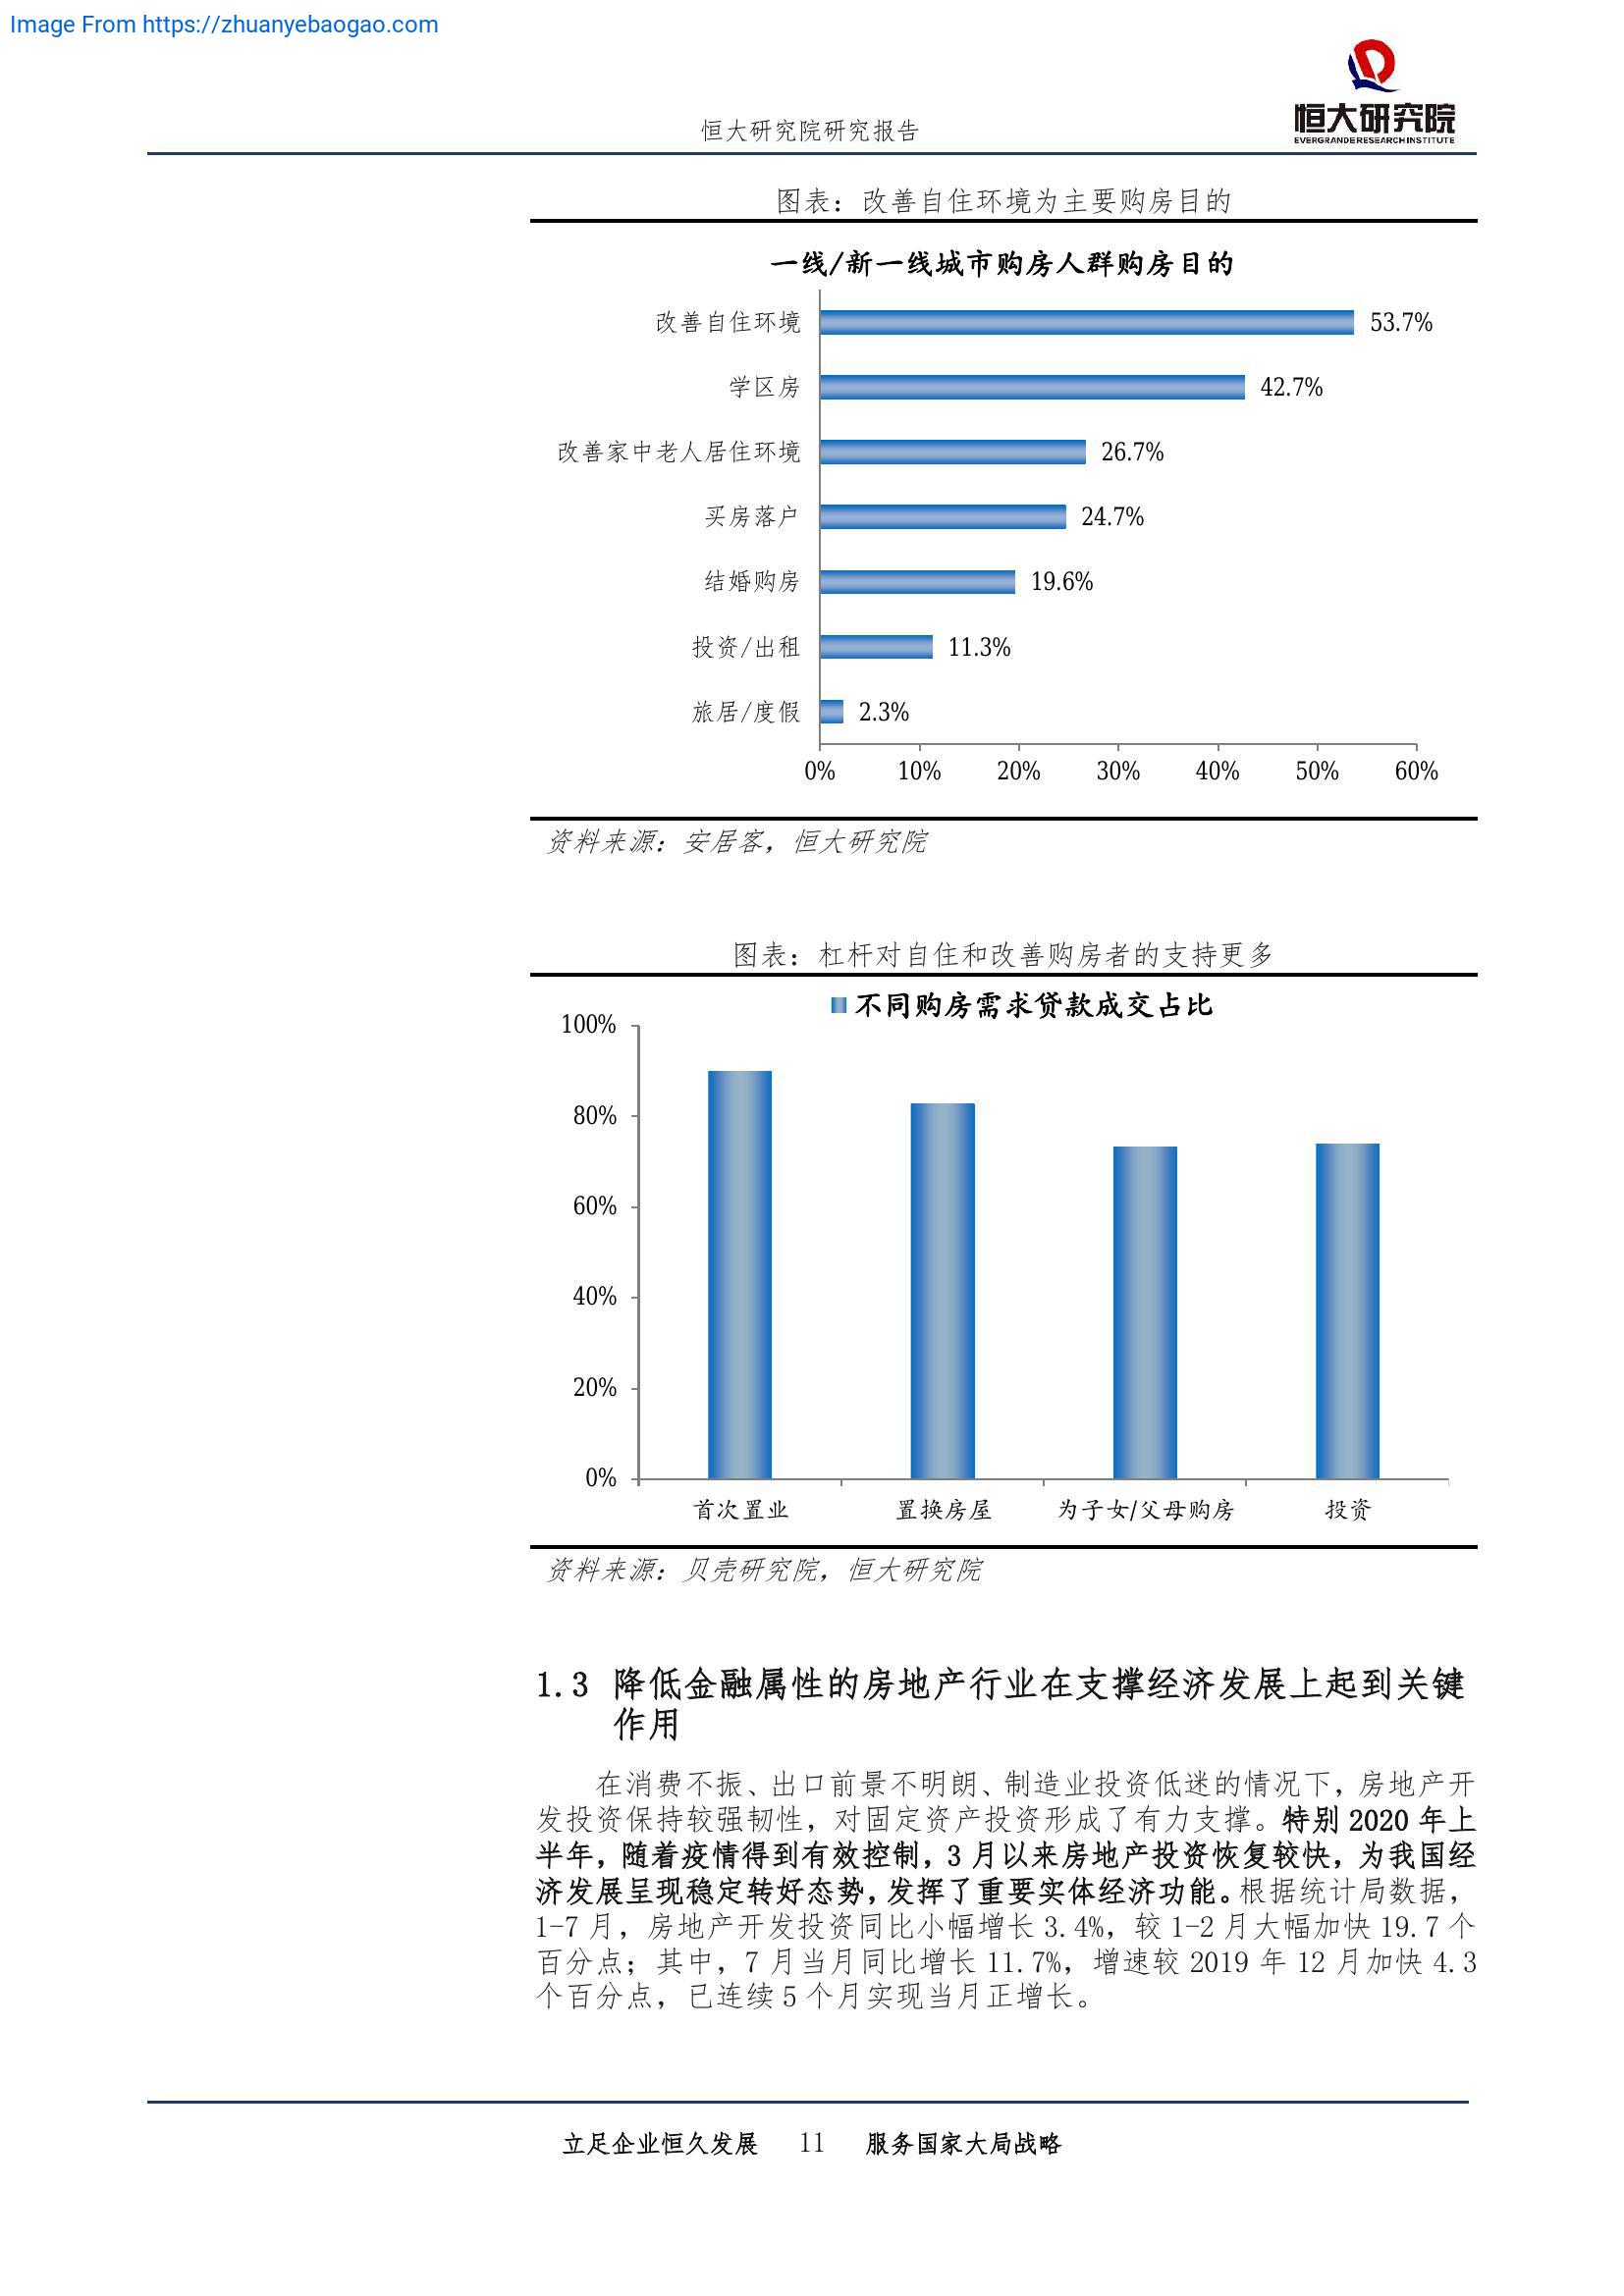 Image From https://zhuanyebaogao.com
恒大研究院
EVERGRANDE RESEARCH INSTITUTE
恒大研究院研究报告
图表：改善自住环境为主要购房目的
一线/新一线城市购房人群购房目的
改善自住环境 53.7%
学区房 42.7%
改善家中老人居住环境 26.7%
买房落户 24.7%
结婚购房 19.6%
投资/出租 11.3%
旅居/度假 2.3%
0% 10% 20% 30% 40% 50% 60%
资料来源：安居客，恒大研究院
图表：杠杆对自住和改善购房者的支持更多
不同购房需求贷款成交占比
100%
80%
60%
40%
20%
0%
首次置业 置换房屋 为子女/父母购房 投资
资料来源：贝壳研究院，恒大研究院
1.3 降低金融属性的房地产行业在支撑经济发展上起到关键
作用
在消费不振、出口前景不明朗、制造业投资低迷的情况下，房地产开
发投资保持较强韧性，对固定资产投资形成了有力支撑。特别 2020 年上
半年，随着疫情得到有效控制，3 月以来房地产投资恢复较快，为我国经
济发展呈现稳定转好态势，发挥了重要实体经济功能。根据统计局数据，
1-7 月，房地产开发投资同比小幅增长 3.4%，较 1-2 月大幅加快 19.7 个
百分点；其中，7 月当月同比增长 11.7%，增速较 2019 年 12 月加快 4.3
个百分点，已连续 5 个月实现当月正增长。
立足企业恒久发展 11 服务国家大局战略